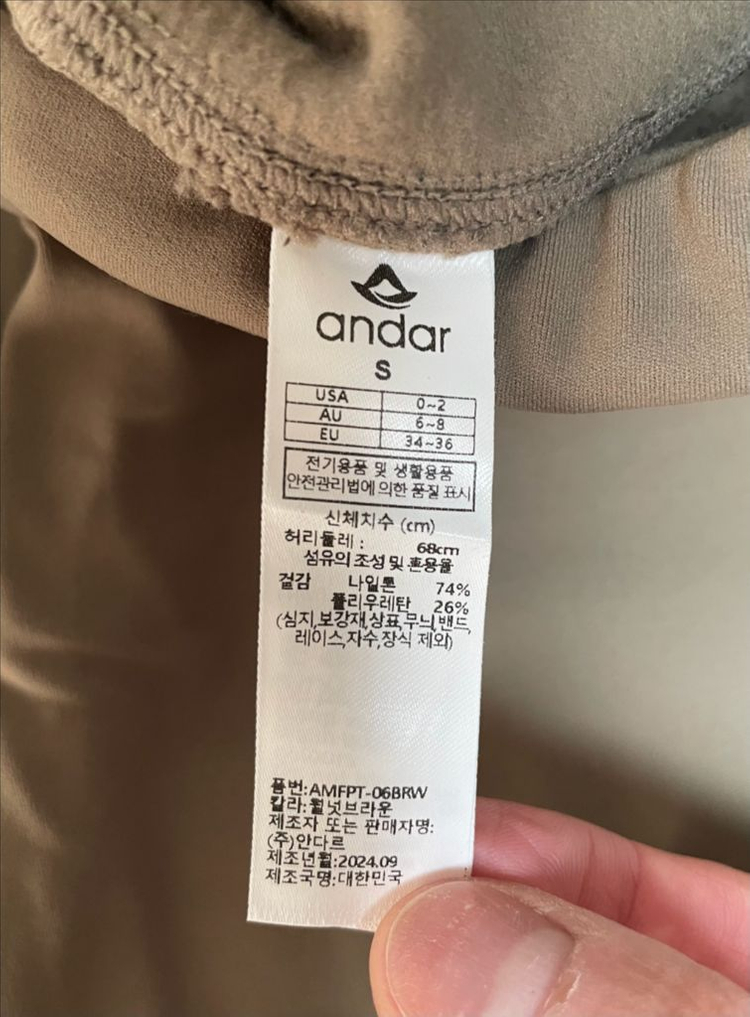 andar
S
USA 0~2
AU 6~8
EU 34~36
전기용품 및 생활용품
안전관리법에 의한 품질 표시
신체치수 (cm)
허리둘레 : 68cm
섬유의 조성 및 혼용율
겉감 나일론 74%
폴리우레탄 26%
(심지,보강재,상표,무늬,밴드,
레이스,자수,장식 제외)
품번:AMFPT-06BRW
칼라:월넛브라운
제조자 또는 판매자명:
(주)안다르
제조년월:2024.09
제조국명:대한민국